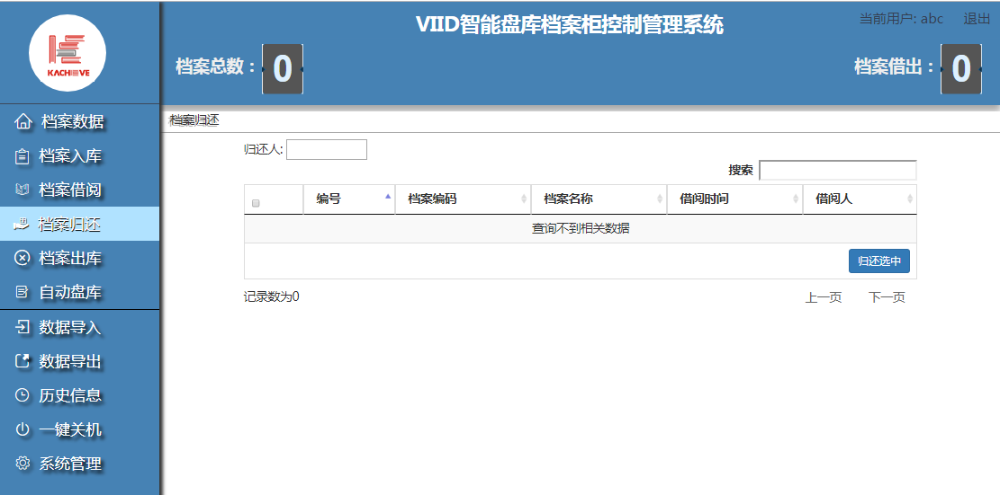 VIID智能盘库档案柜控制管理系统
当前用户: abc 退出
KACHIEVE
档案总数： 0
档案借出： 0
档案数据
档案入库
档案借阅
档案归还
档案出库
自动盘库
数据导入
数据导出
历史信息
一键关机
系统管理
档案归还
归还人:
搜索
编号 档案编码 档案名称 借阅时间 借阅人
查询不到相关数据
归还选中
记录数为0
上一页 下一页